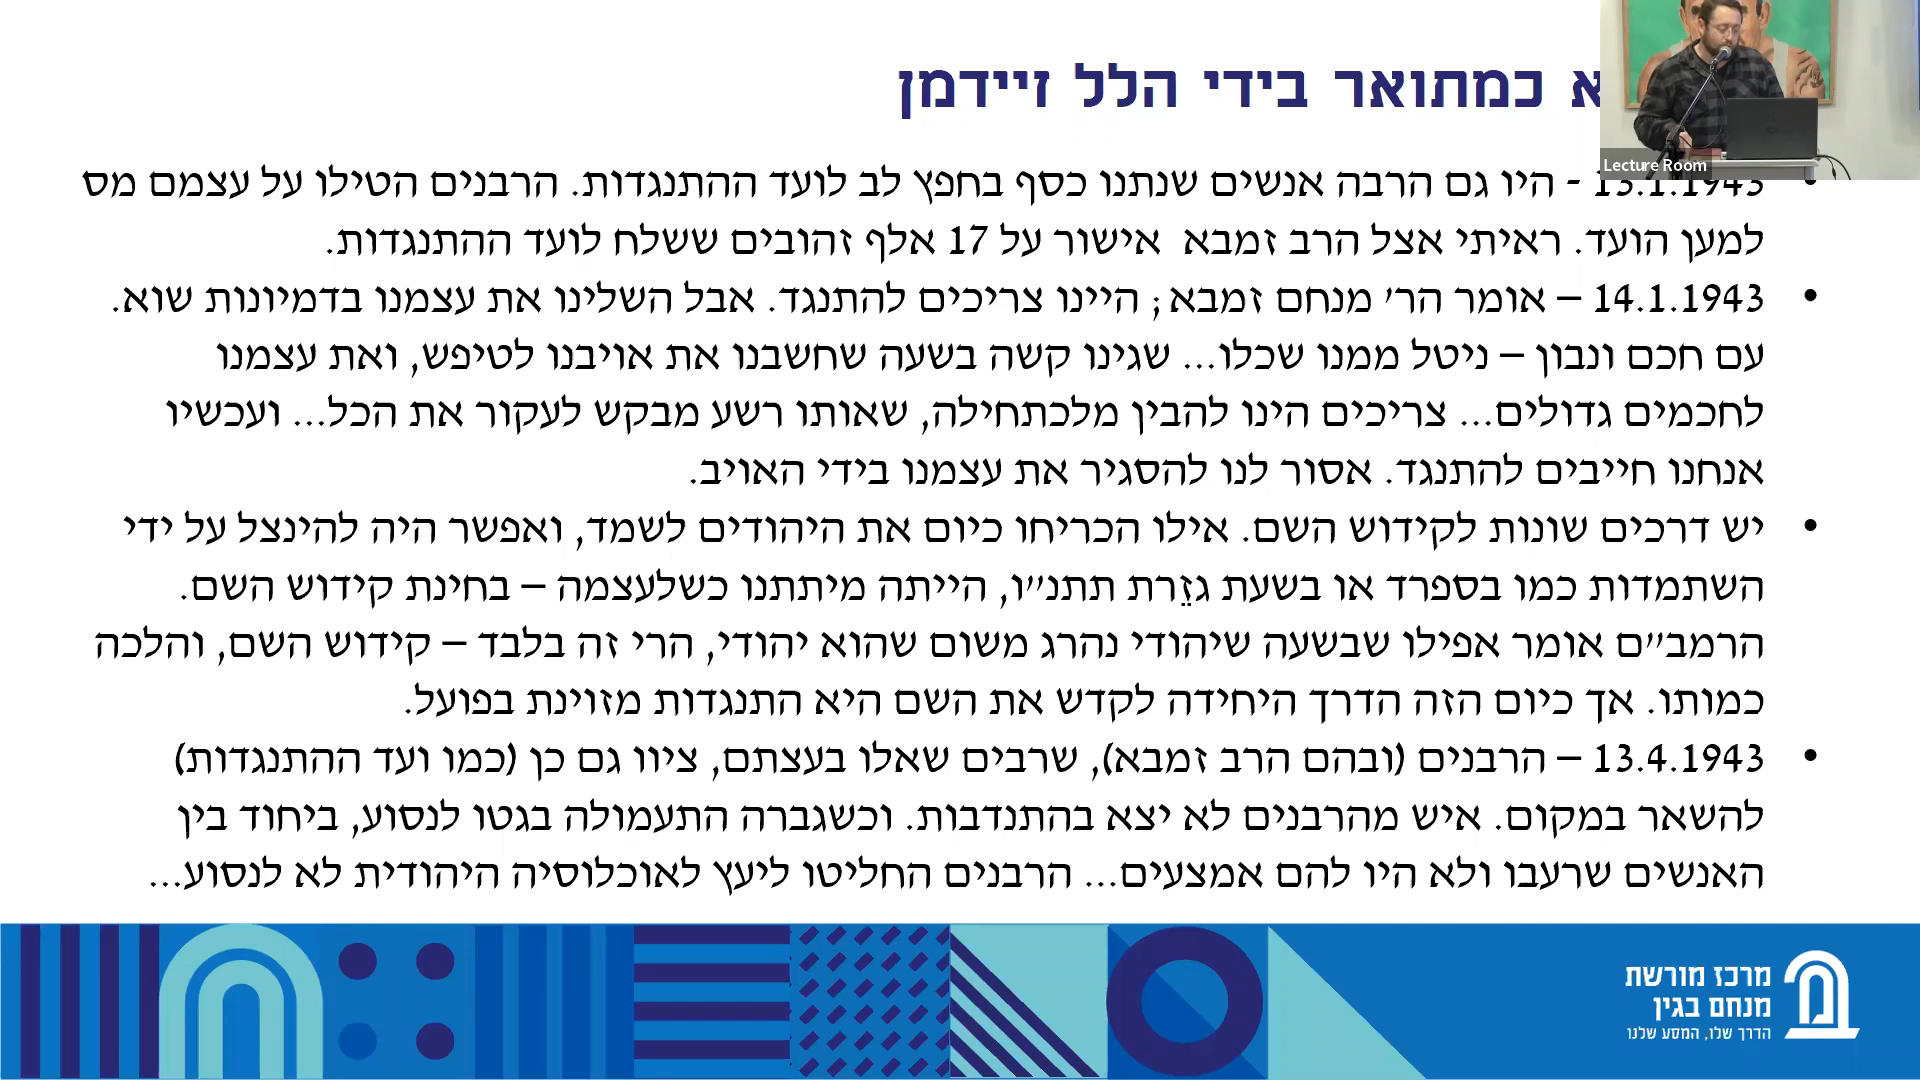 א כמתואר בידי הלל זיידמן
Lecture Room
• 13.1.1943 - היו גם הרבה אנשים שנתנו כסף בחפץ לב לועד ההתנגדות. הרבנים הטילו על עצמם מס
למען הועד. ראיתי אצל הרב זמבא אישור על 17 אלף זהובים ששלח לועד ההתנגדות.
• 14.1.1943 – אומר הר' מנחם זמבא; היינו צריכים להתנגד. אבל השלינו את עצמנו בדמיונות שוא.
עם חכם ונבון – ניטל ממנו שכלו... שגינו קשה בשעה שחשבנו את אויבנו לטיפש, ואת עצמנו
לחכמים גדולים... צריכים הינו להבין מלכתחילה, שאותו רשע מבקש לעקור את הכל... ועכשיו
אנחנו חייבים להתנגד. אסור לנו להסגיר את עצמנו בידי האויב.
• יש דרכים שונות לקידוש השם. אילו הכריחו כיום את היהודים לשמד, ואפשר היה להינצל על ידי
השתמדות כמו בספרד או בשעת גזֵרת תתנ"ו, הייתה מיתתנו כשלעצמה – בחינת קידוש השם.
הרמב"ם אומר אפילו שבשעה שיהודי נהרג משום שהוא יהודי, הרי זה בלבד – קידוש השם, והלכה
כמותו. אך כיום הזה הדרך היחידה לקדש את השם היא התנגדות מזוינת בפועל.
• 13.4.1943 – הרבנים (ובהם הרב זמבא), שרבים שאלו בעצתם, ציוו גם כן (כמו ועד ההתנגדות)
להשאר במקום. איש מהרבנים לא יצא בהתנדבות. וכשגברה התעמולה בגטו לנסוע, ביחוד בין
האנשים שרעבו ולא היו להם אמצעים... הרבנים החליטו ליעץ לאוכלוסיה היהודית לא לנסוע...
מרכז מורשת
מנחם בגין
הדרך שלו, המסע שלנו